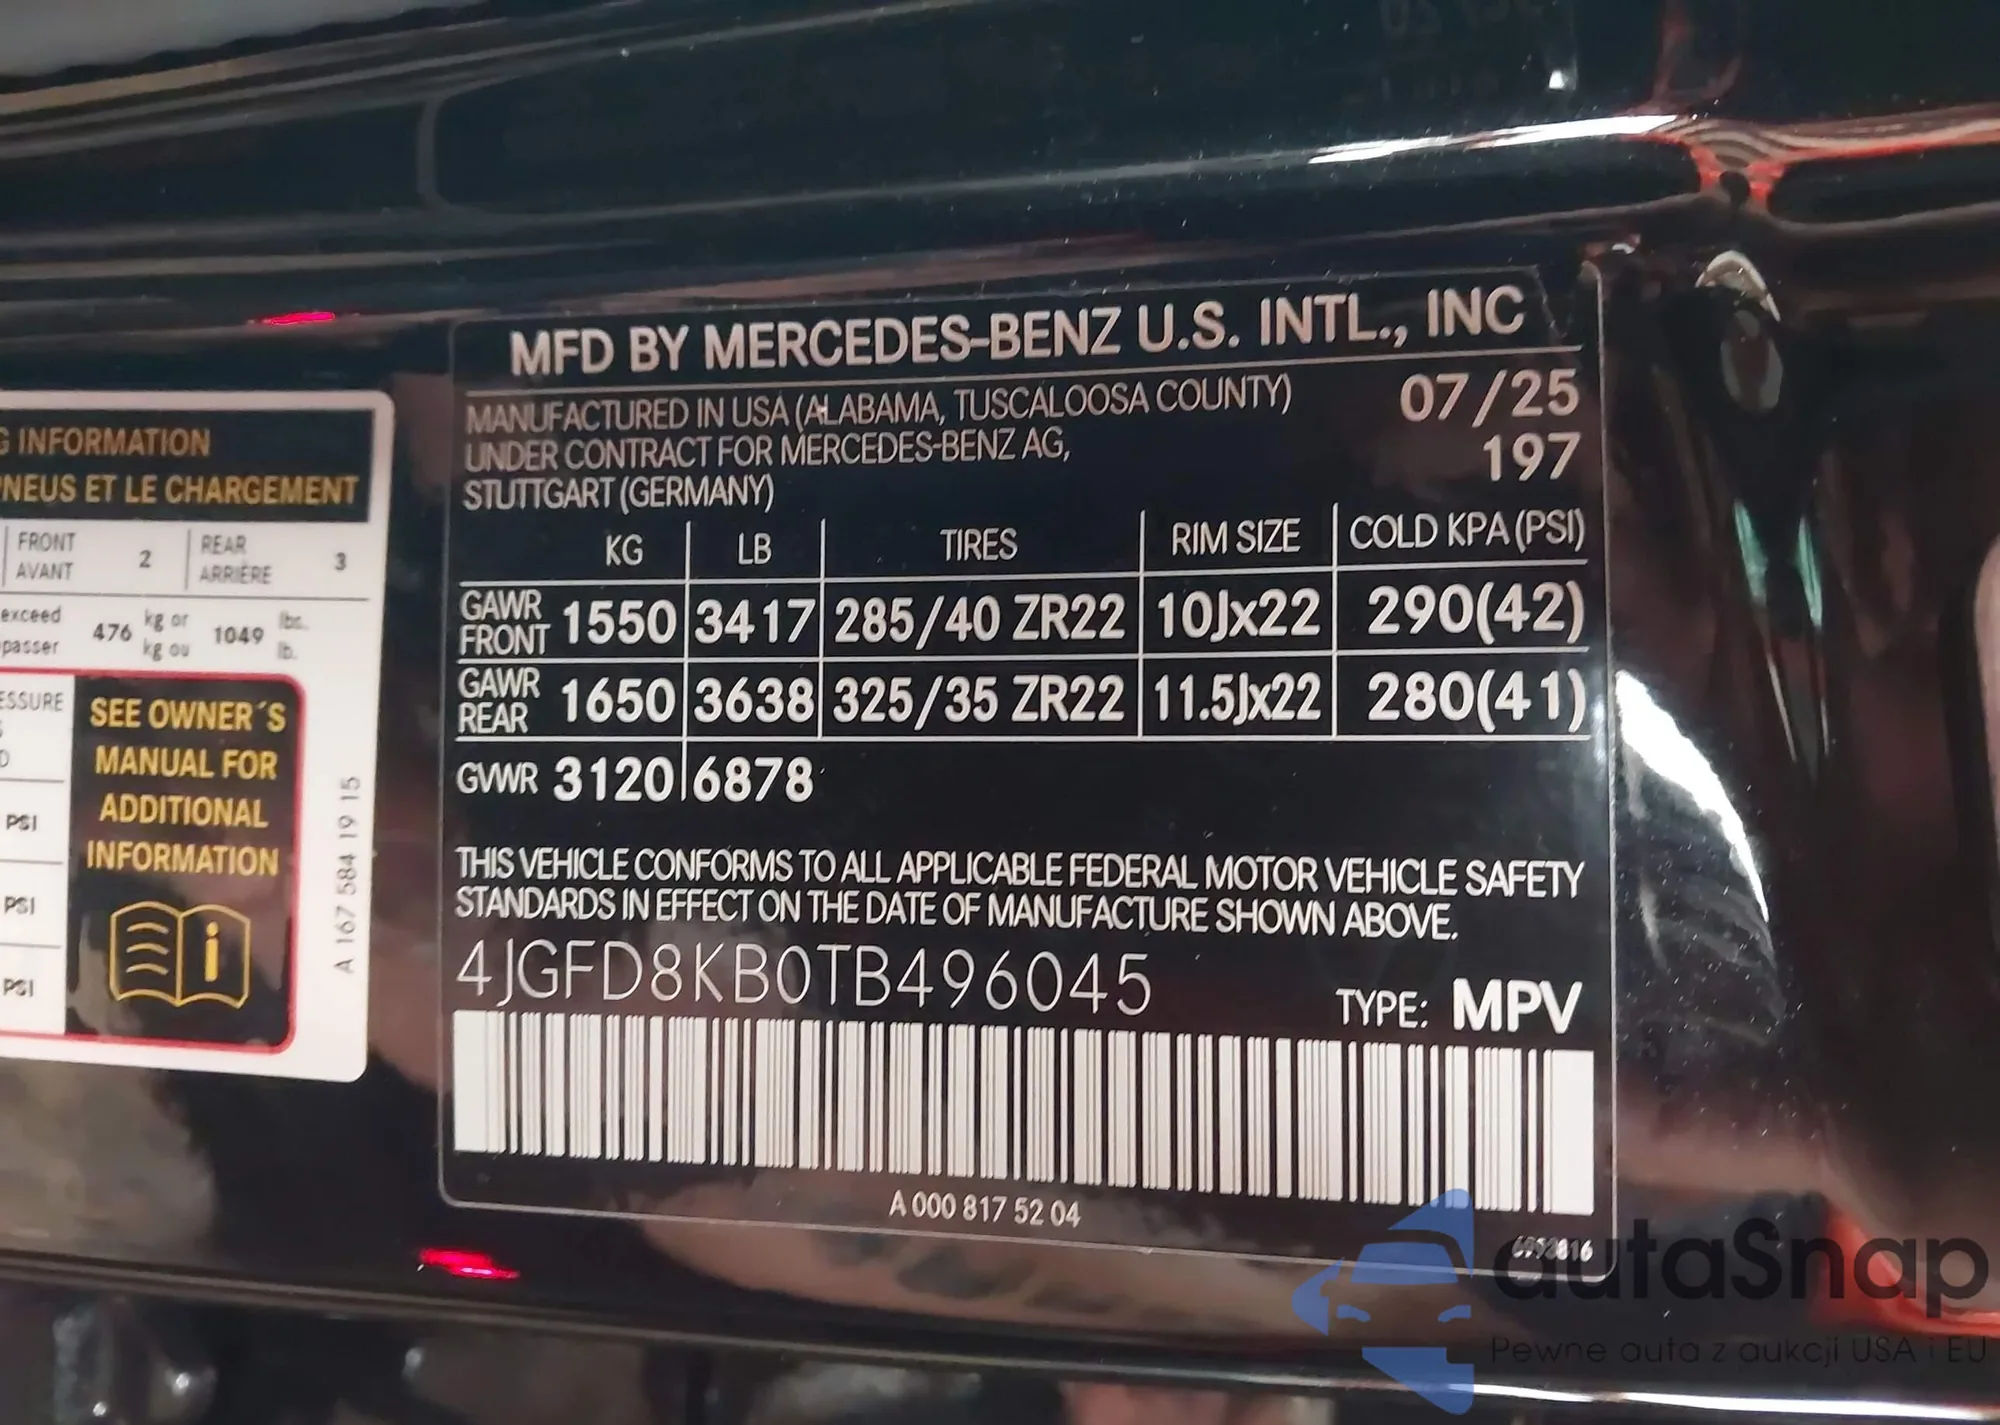 G INFORMATION
PNEUS ET LE CHARGEMENT
FRONT 2 REAR 3
AVANT ARRIÈRE
exceed 476 kg or 1049 lbs.
passer kg ou lb.
ESSURE
SEE OWNER´S
MANUAL FOR
ADDITIONAL
INFORMATION
PSI
PSI
PSI
A 167 584 19 15
MFD BY MERCEDES-BENZ U.S. INTL., INC
MANUFACTURED IN USA (ALABAMA, TUSCALOOSA COUNTY) 07/25
UNDER CONTRACT FOR MERCEDES-BENZ AG, 197
STUTTGART (GERMANY)
KG LB TIRES RIM SIZE COLD KPA (PSI)
GAWR FRONT 1550 3417 285/40 ZR22 10Jx22 290(42)
GAWR REAR 1650 3638 325/35 ZR22 11.5Jx22 280(41)
GVWR 3120 6878
THIS VEHICLE CONFORMS TO ALL APPLICABLE FEDERAL MOTOR VEHICLE SAFETY
STANDARDS IN EFFECT ON THE DATE OF MANUFACTURE SHOWN ABOVE.
4JGFD8KB0TB496045
TYPE: MPV
A 000 817 52 04
autaSnap
Pewne auta z aukcji USA i EU